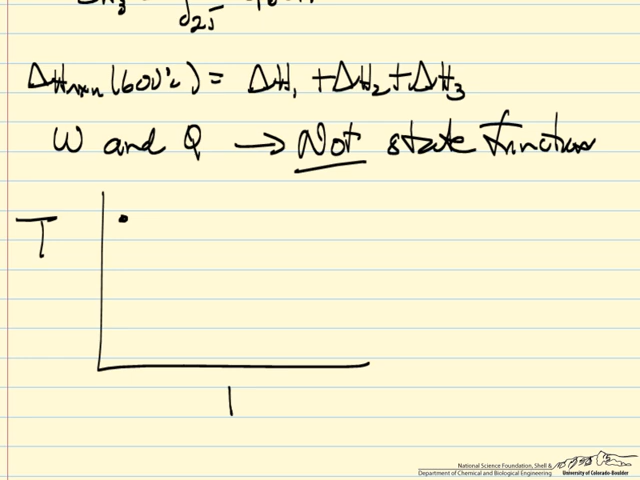 ΔHrxn(600°C) = ΔH₁ + ΔH₂ + ΔH₃
W and Q → Not state function
T
National Science Foundation, Shell &
Department of Chemical and Biological Engineering
University of Colorado-Boulder